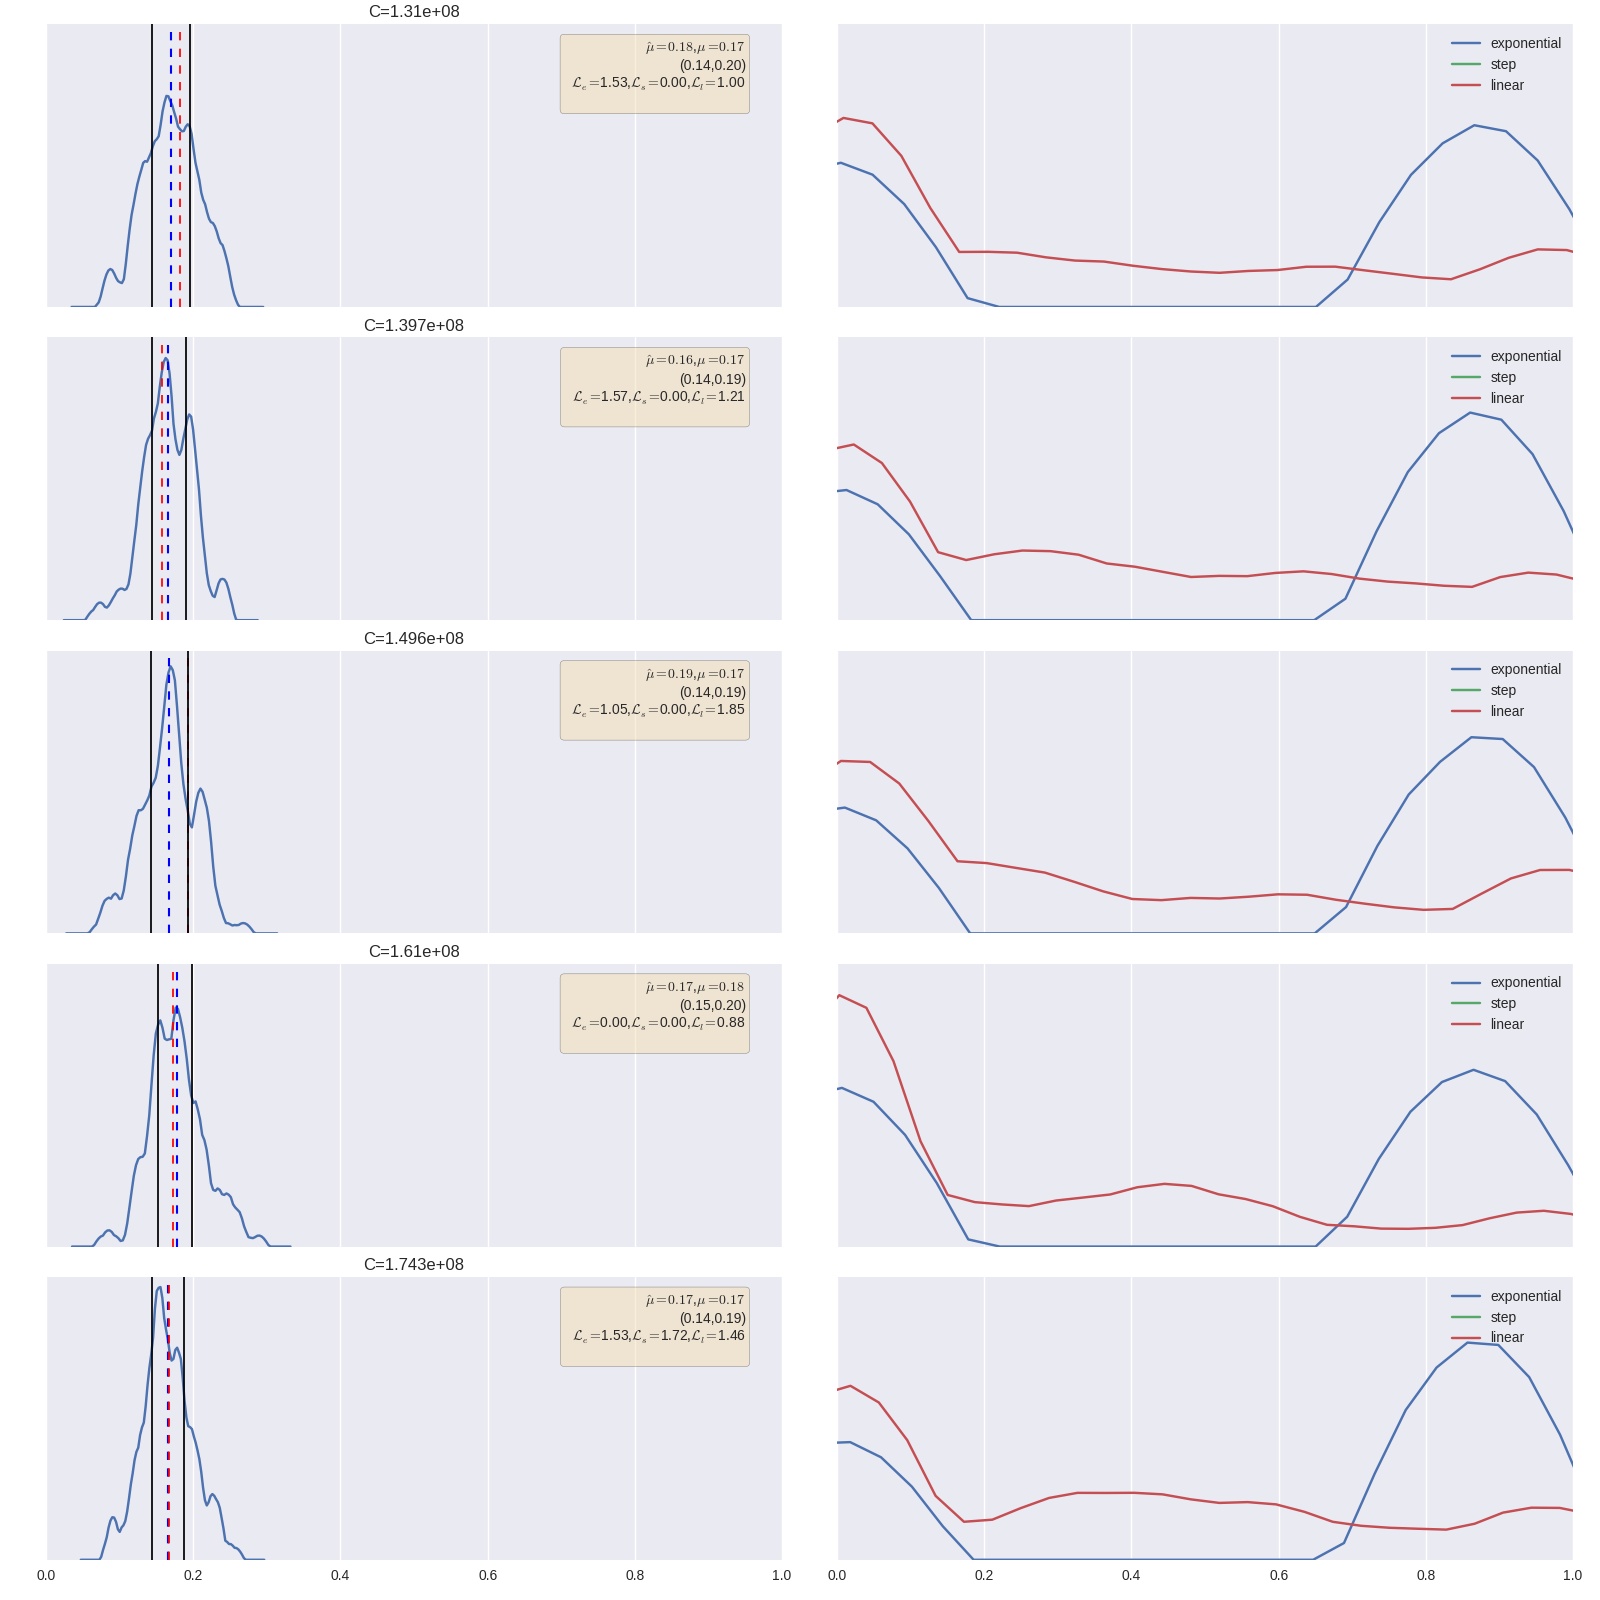 C=1.31e+08
μ̂=0.18,μ=0.17
(0.14,0.20)
ℒₑ=1.53,ℒₛ=0.00,ℒₗ=1.00
exponential
step
linear
C=1.397e+08
μ̂=0.16,μ=0.17
(0.14,0.19)
ℒₑ=1.57,ℒₛ=0.00,ℒₗ=1.21
exponential
step
linear
C=1.496e+08
μ̂=0.19,μ=0.17
(0.14,0.19)
ℒₑ=1.05,ℒₛ=0.00,ℒₗ=1.85
exponential
step
linear
C=1.61e+08
μ̂=0.17,μ=0.18
(0.15,0.20)
ℒₑ=0.00,ℒₛ=0.00,ℒₗ=0.88
exponential
step
linear
C=1.743e+08
μ̂=0.17,μ=0.17
(0.14,0.19)
ℒₑ=1.53,ℒₛ=1.72,ℒₗ=1.46
exponential
step
linear
0.0 0.2 0.4 0.6 0.8 1.0
0.0 0.2 0.4 0.6 0.8 1.0